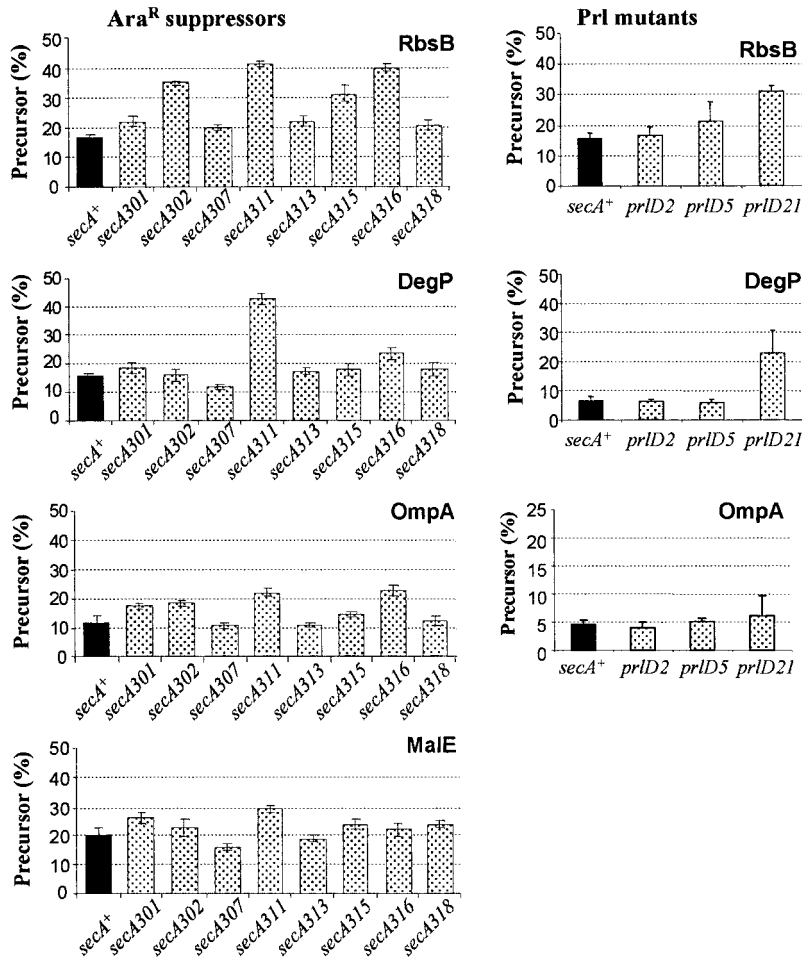 Ara^R suppressors
Prl mutants
RbsB
Precursor (%)
50
40
30
20
10
0
secA+
secA301
secA302
secA307
secA311
secA313
secA315
secA316
secA318
RbsB
Precursor (%)
50
40
30
20
10
0
secA+
prlD2
prlD5
prlD21
DegP
Precursor (%)
50
40
30
20
10
0
secA+
secA301
secA302
secA307
secA311
secA313
secA315
secA316
secA318
DegP
Precursor (%)
50
40
30
20
10
0
secA+
prlD2
prlD5
prlD21
OmpA
Precursor (%)
50
40
30
20
10
0
secA+
secA301
secA302
secA307
secA311
secA313
secA315
secA316
secA318
OmpA
Precursor (%)
25
20
15
10
5
0
secA+
prlD2
prlD5
prlD21
MalE
Precursor (%)
50
40
30
20
10
0
secA+
secA301
secA302
secA307
secA311
secA313
secA315
secA316
secA318